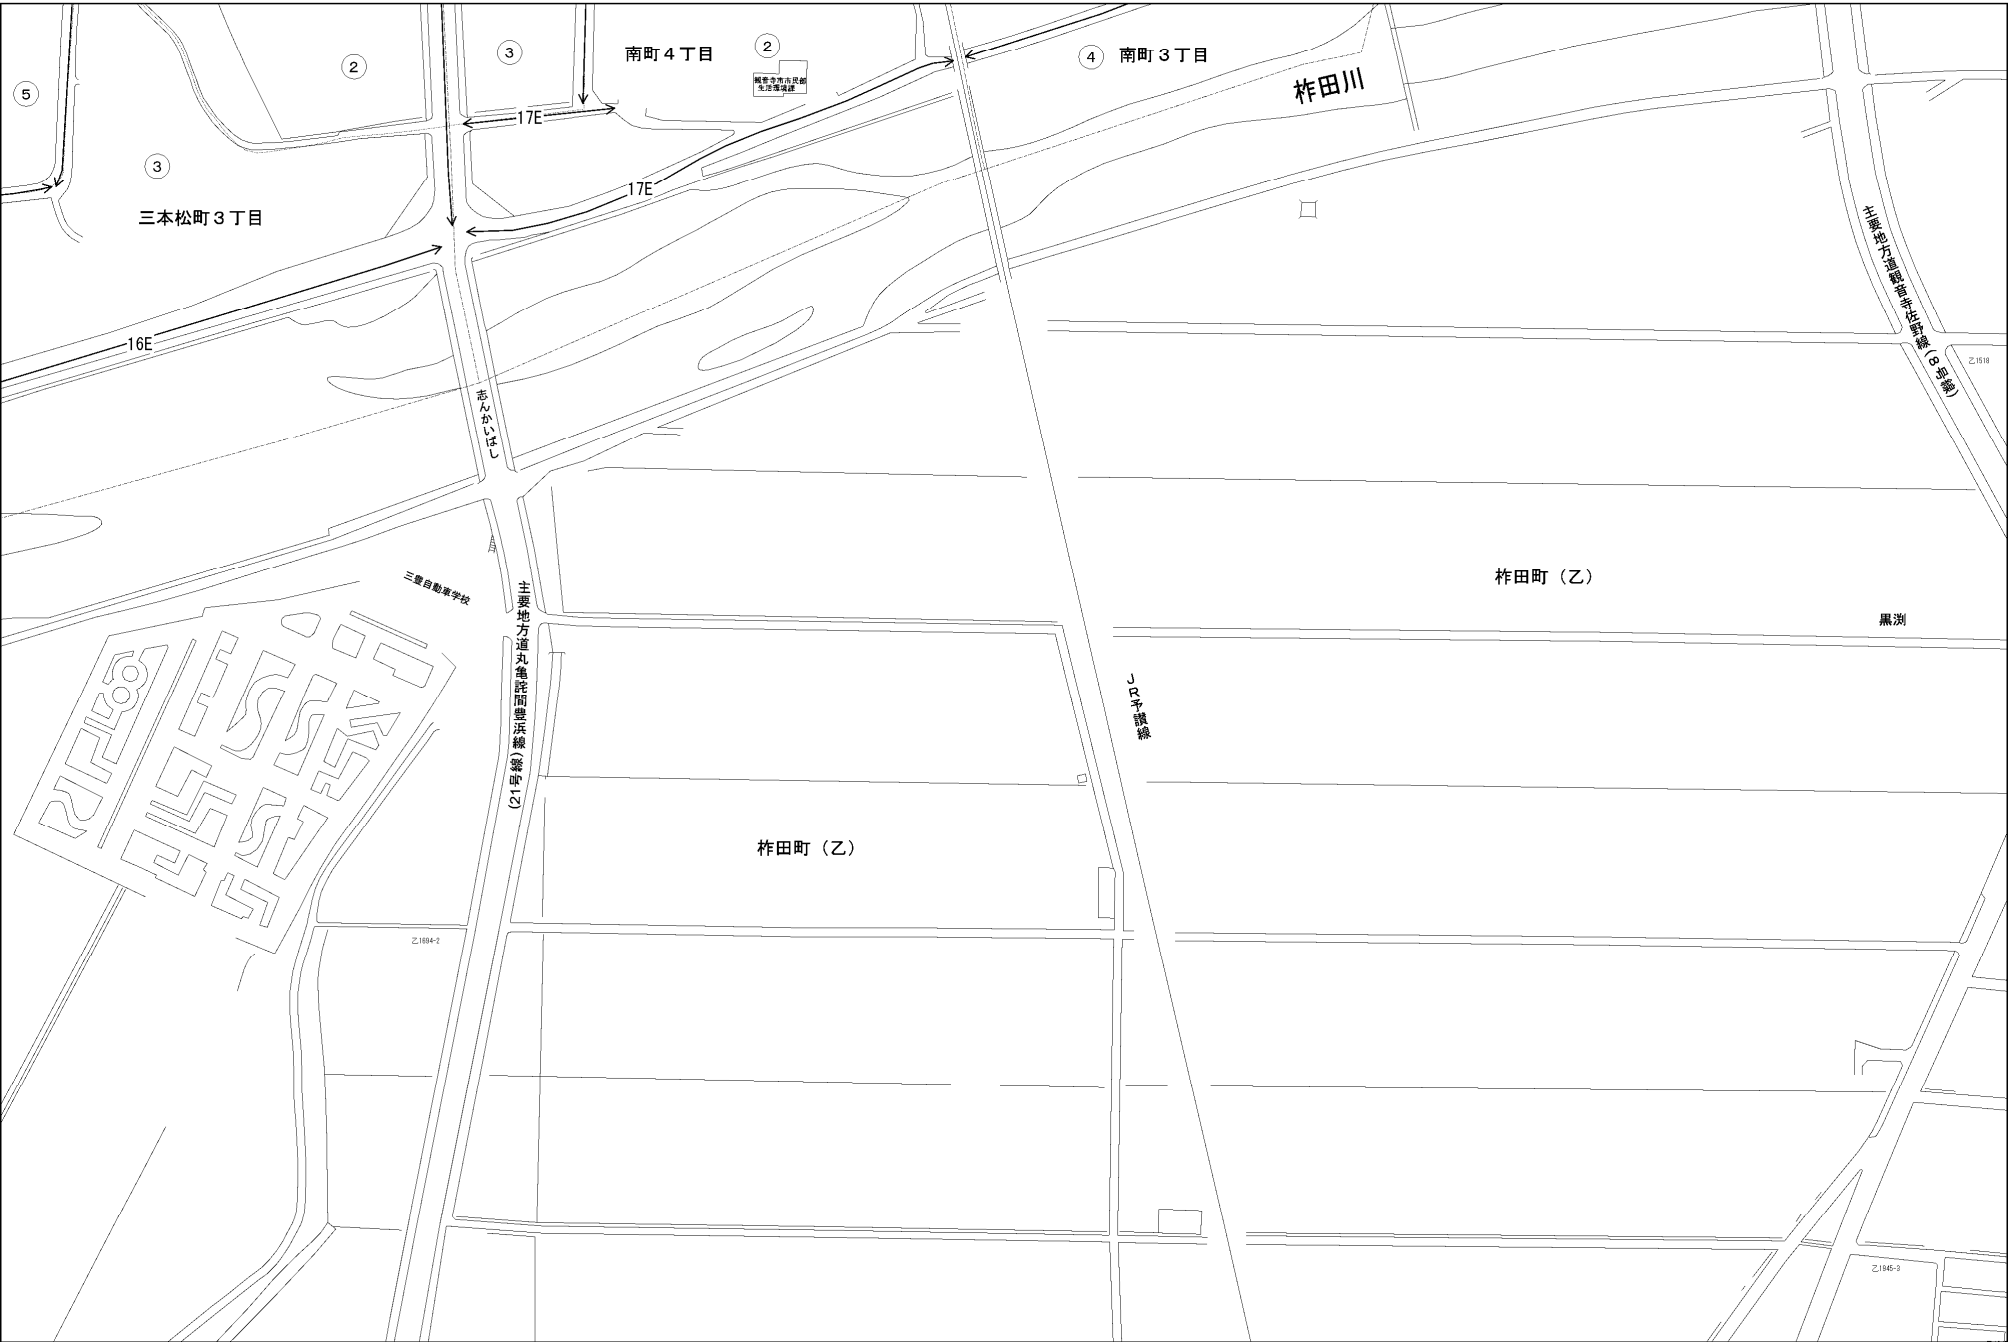 ②
③
南町４丁目
②
観音寺市市民部
生活環境課
④
南町３丁目
柞田川
⑤
17E
③
17E
三本松町３丁目
主要地方道観音寺佐野線(８号線)
16E
乙1518
志んかいばし
三豊自動車学校
柞田町（乙）
主要地方道丸亀詫間豊浜線(21号線)
黒渕
ＪＲ予讃線
柞田町（乙）
乙1694-2
乙1945-3